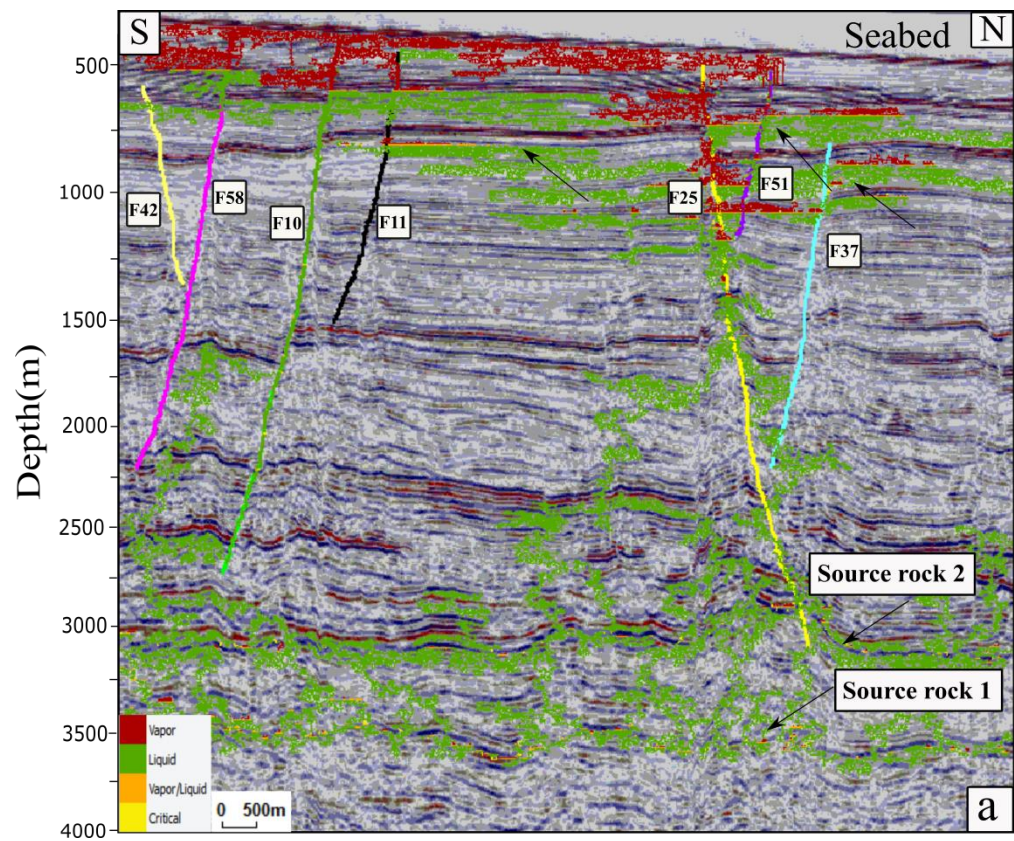 S
Seabed
N
500
1000
1500
2000
2500
3000
3500
4000
Depth(m)
F42
F58
F10
F11
F25
F51
F37
Source rock 2
Source rock 1
Vapor
Liquid
Vapor/Liquid
Critical
0 500m
a